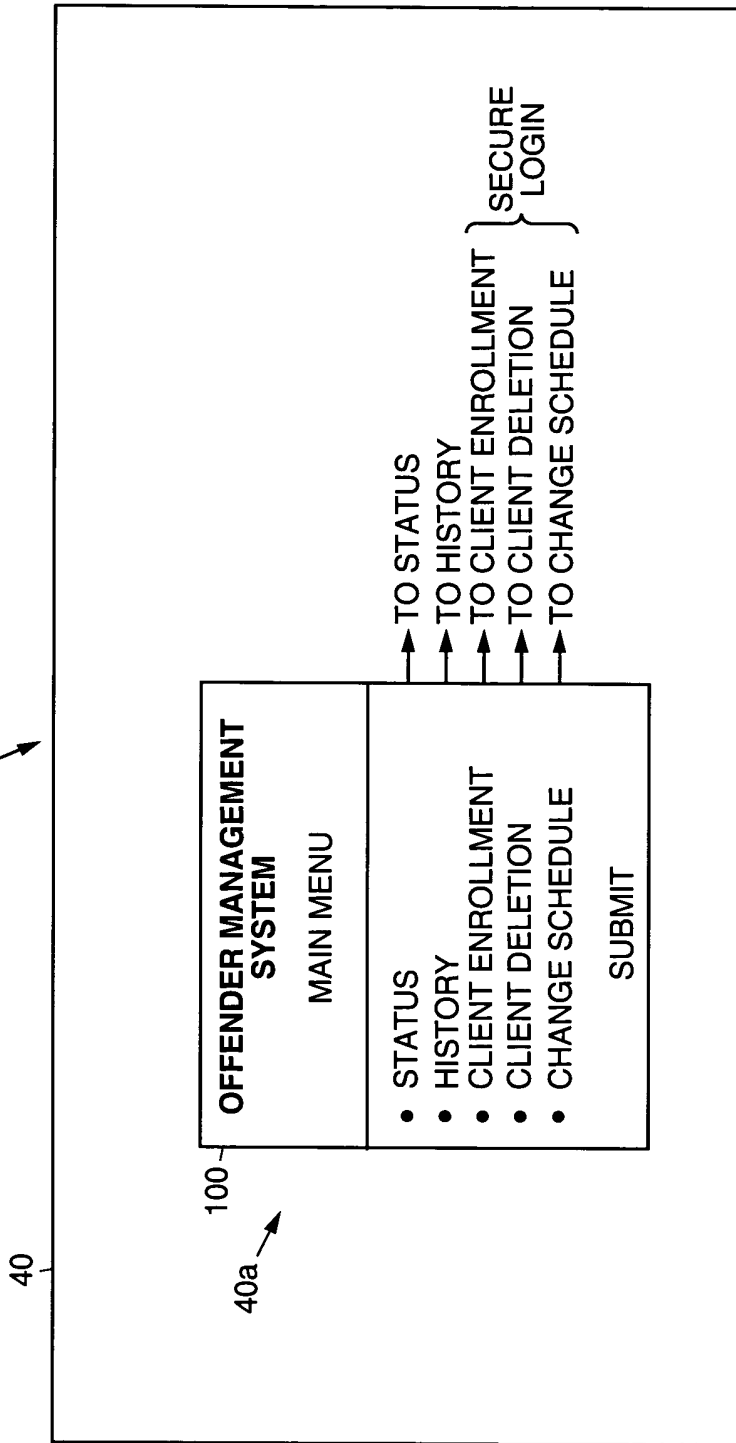 40
40a
100
OFFENDER MANAGEMENT
SYSTEM
MAIN MENU
• STATUS
• HISTORY
• CLIENT ENROLLMENT
• CLIENT DELETION
• CHANGE SCHEDULE
SUBMIT
TO STATUS
TO HISTORY
TO CLIENT ENROLLMENT
TO CLIENT DELETION
TO CHANGE SCHEDULE
SECURE
LOGIN